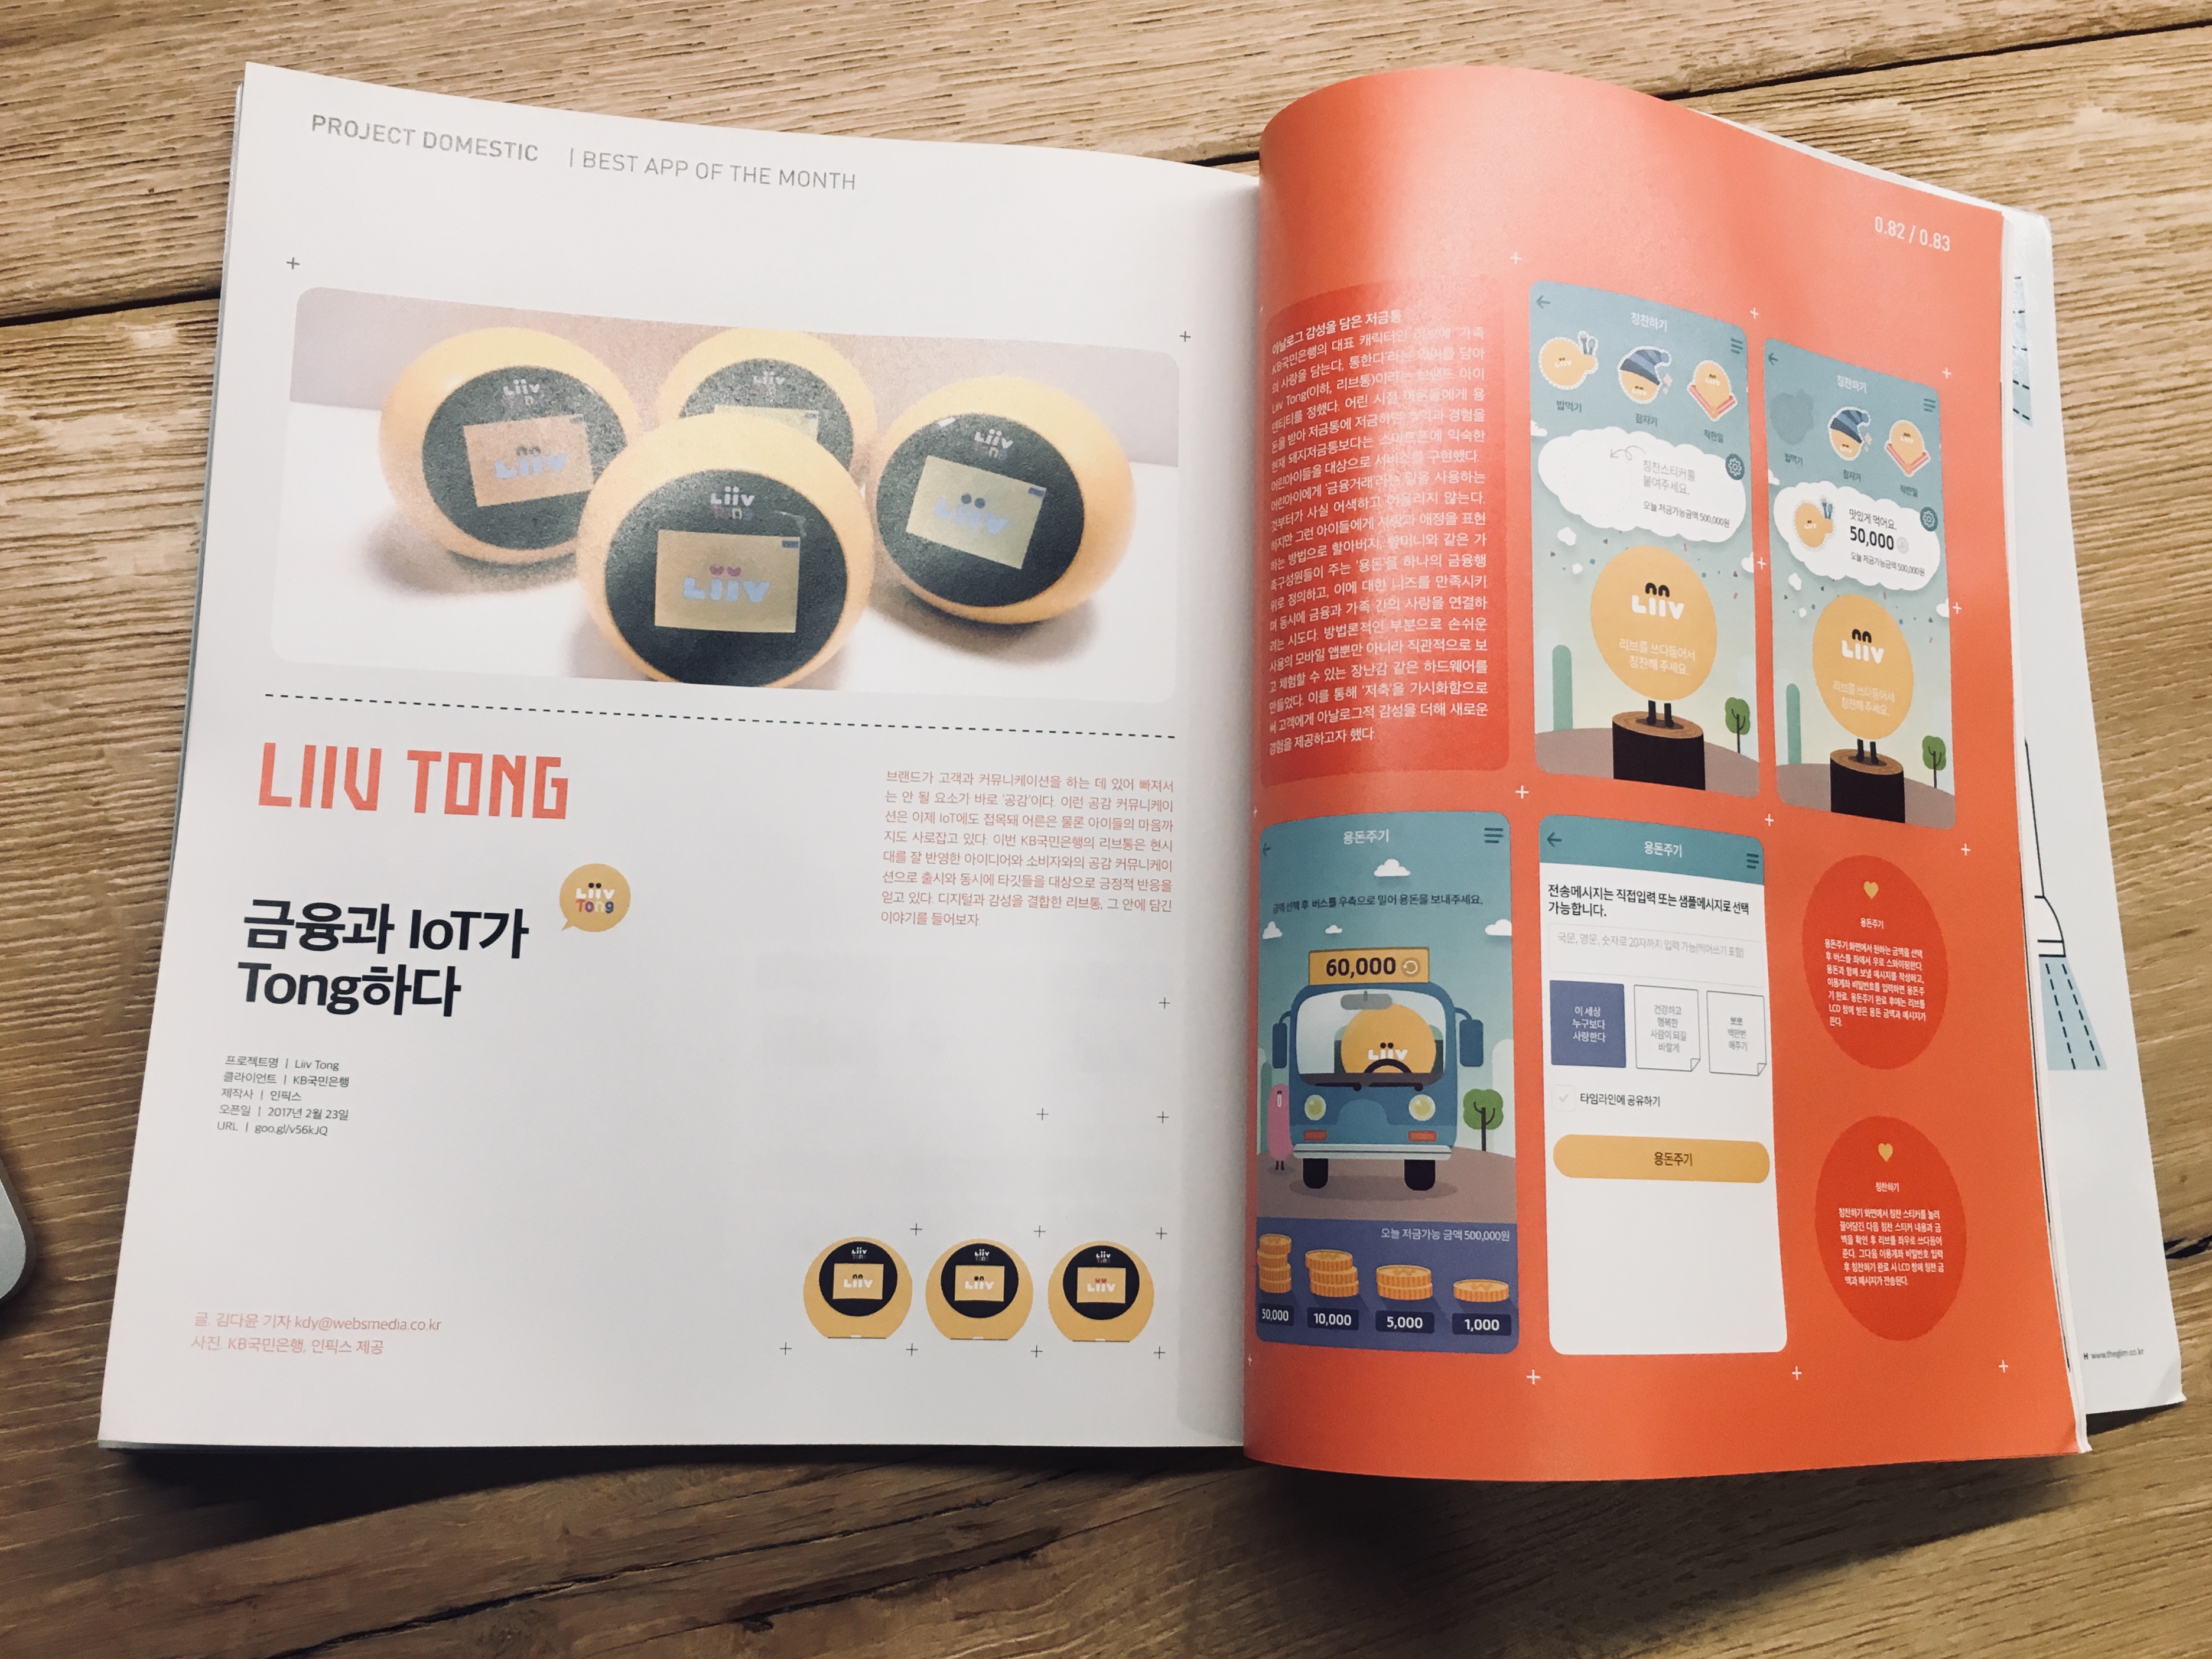 PROJECT DOMESTIC | BEST APP OF THE MONTH
Liiv
Tong
Liiv
Liiv
Tong
Liiv
Tong
Liiv
Liiv
Tong
Liiv
LIIV TONG
금융과 IoT가
Tong하다
Liiv
Tong
프로젝트명 | Liiv Tong
클라이언트 | KB국민은행
제작사 | 인픽스
오픈일 | 2017년 2월 23일
URL | goo.gl/v56kJQ
브랜드가 고객과 커뮤니케이션을 하는 데 있어 빠져서
는 안 될 요소가 바로 '공감'이다. 이런 공감 커뮤니케이
션은 이제 IoT에도 접목돼 어른은 물론 아이들의 마음까
지도 사로잡고 있다. 이번 KB국민은행의 리브통은 현시
대를 잘 반영한 아이디어와 소비자와의 공감 커뮤니케이
션으로 출시와 동시에 타깃들을 대상으로 긍정적 반응을
얻고 있다. 디지털과 감성을 결합한 리브통, 그 안에 담긴
이야기를 들어보자.
글. 김다윤 기자 kdy@websmedia.co.kr
사진. KB국민은행, 인픽스 제공
Liiv
Tong
Liiv
Liiv
Tong
Liiv
Liiv
Tong
Liiv
0.82 / 0.83
아날로그 감성을 담은 저금통
KB국민은행의 대표 캐릭터인 리브에 '가족
의 사랑을 담는다, 통한다'라는 의미를 담아
Liiv Tong(이하, 리브통)이라는 브랜드 아이
덴티티를 정했다. 어린 시절 어른들에게 용
돈을 받아 저금통에 저금하던 추억과 경험을
현재 돼지저금통보다는 스마트폰에 익숙한
어린아이들을 대상으로 서비스를 구현했다.
어린아이에게 '금융거래'라는 말을 사용하는
것부터가 사실 어색하고 어울리지 않는다.
하지만 그런 아이들에게 사랑과 애정을 표현
하는 방법으로 할아버지, 할머니와 같은 가
족구성원들이 주는 '용돈'을 하나의 금융행
위로 정의하고, 이에 대한 니즈를 만족시키
며 동시에 금융과 가족 간의 사랑을 연결하
려는 시도다. 방법론적인 부분으로 손쉬운
사용의 모바일 앱뿐만 아니라 직관적으로 보
고 체험할 수 있는 장난감 같은 하드웨어를
만들었다. 이를 통해 '저축'을 가시화함으로
써 고객에게 아날로그적 감성을 더해 새로운
경험을 제공하고자 했다.
칭찬하기
밥먹기
잠자기
착한일
칭찬스티커를
붙여주세요.
오늘 저금가능금액 500,000원
Liiv
리브를 쓰다듬어서
칭찬해 주세요.
칭찬하기
밥먹기
잠자기
착한일
맛있게 먹어요.
50,000
오늘 저금가능금액 500,000원
Liiv
리브를 쓰다듬어서
칭찬해 주세요.
용돈주기
금액 선택 후 버스를 우측으로 밀어 용돈을 보내주세요.
60,000
Liiv
오늘 저금가능 금액 500,000원
50,000
10,000
5,000
1,000
용돈주기
전송메시지는 직접입력 또는 샘플메시지로 선택
가능합니다.
국문, 영문, 숫자로 20자까지 입력 가능(띄어쓰기 포함)
이 세상
누구보다
사랑한다
건강하고
행복한
사람이 되길
바랄게
뽀뽀
백만번
해주기
타임라인에 공유하기
용돈주기
용돈주기
용돈주기 화면에서 원하는 금액을 선택
후 버스를 좌에서 우로 스와이핑한다.
용돈과 함께 보낼 메시지를 작성하고,
이용계좌 비밀번호를 입력하면 용돈주
기 완료. 용돈주기 완료 후에는 리브통
LCD 창에 받은 용돈 금액과 메시지가
뜬다.
칭찬하기
칭찬하기 화면에서 칭찬 스티커를 눌러
끌어당긴 다음 칭찬 스티커 내용과 금
액을 확인 후 리브를 좌우로 쓰다듬어
준다. 그다음 이용계좌 비밀번호 입력
후 칭찬하기 완료 시 LCD 창에 칭찬 금
액과 메시지가 전송된다.
www.thegim.co.kr